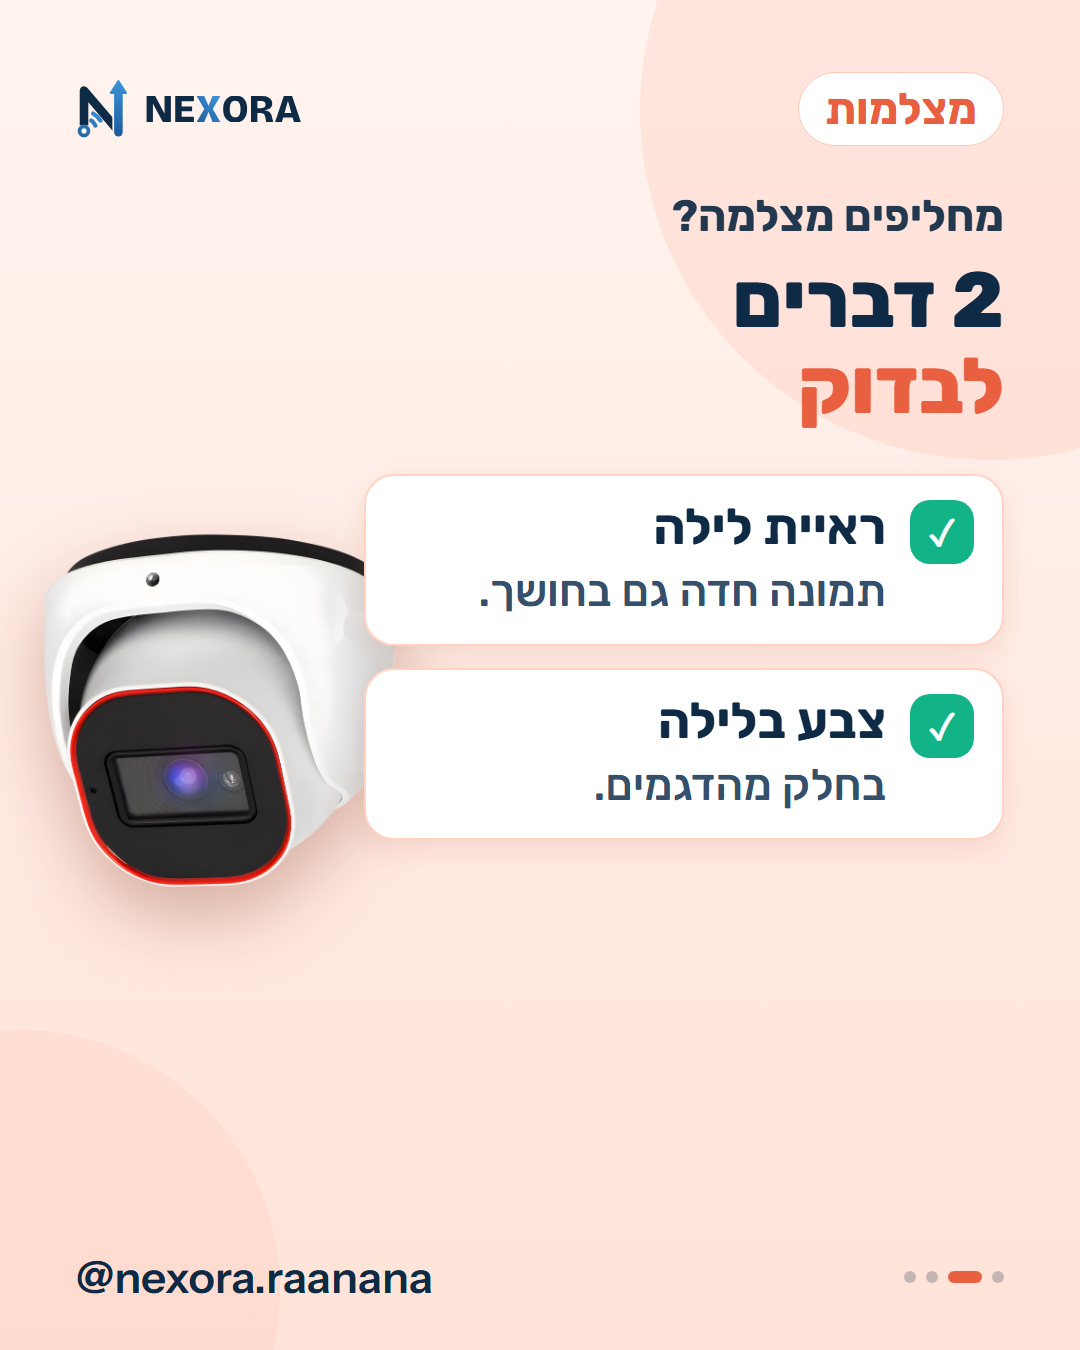 NEXORA
מצלמות
מחליפים מצלמה?
2 דברים
לבדוק
ראיית לילה
תמונה חדה גם בחושך.
צבע בלילה
בחלק מהדגמים.
@nexora.raanana